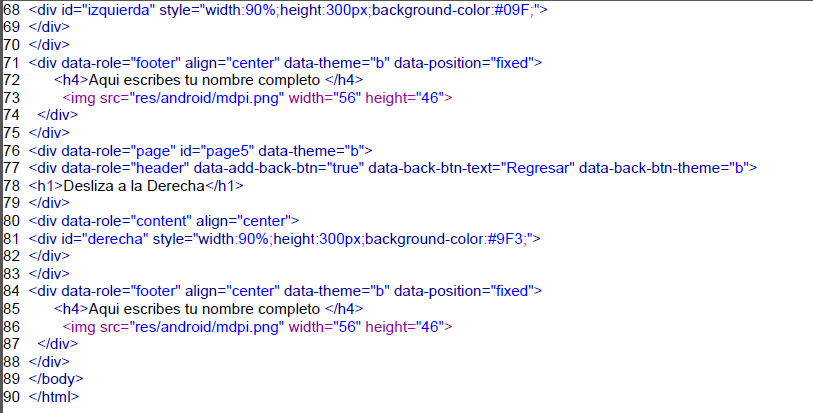 68 <div id="izquierda" style="width:90%;height:300px;background-color:#09F;">
69 </div>
70 </div>
71 <div data-role="footer" align="center" data-theme="b" data-position="fixed">
72 <h4>Aqui escribes tu nombre completo </h4>
73 <img src="res/android/mdpi.png" width="56" height="46">
74 </div>
75 </div>
76 <div data-role="page" id="page5" data-theme="b">
77 <div data-role="header" data-add-back-btn="true" data-back-btn-text="Regresar" data-back-btn-theme="b">
78 <h1>Desliza a la Derecha</h1>
79 </div>
80 <div data-role="content" align="center">
81 <div id="derecha" style="width:90%;height:300px;background-color:#9F3;">
82 </div>
83 </div>
84 <div data-role="footer" align="center" data-theme="b" data-position="fixed">
85 <h4>Aqui escribes tu nombre completo </h4>
86 <img src="res/android/mdpi.png" width="56" height="46">
87 </div>
88 </div>
89 </body>
90 </html>